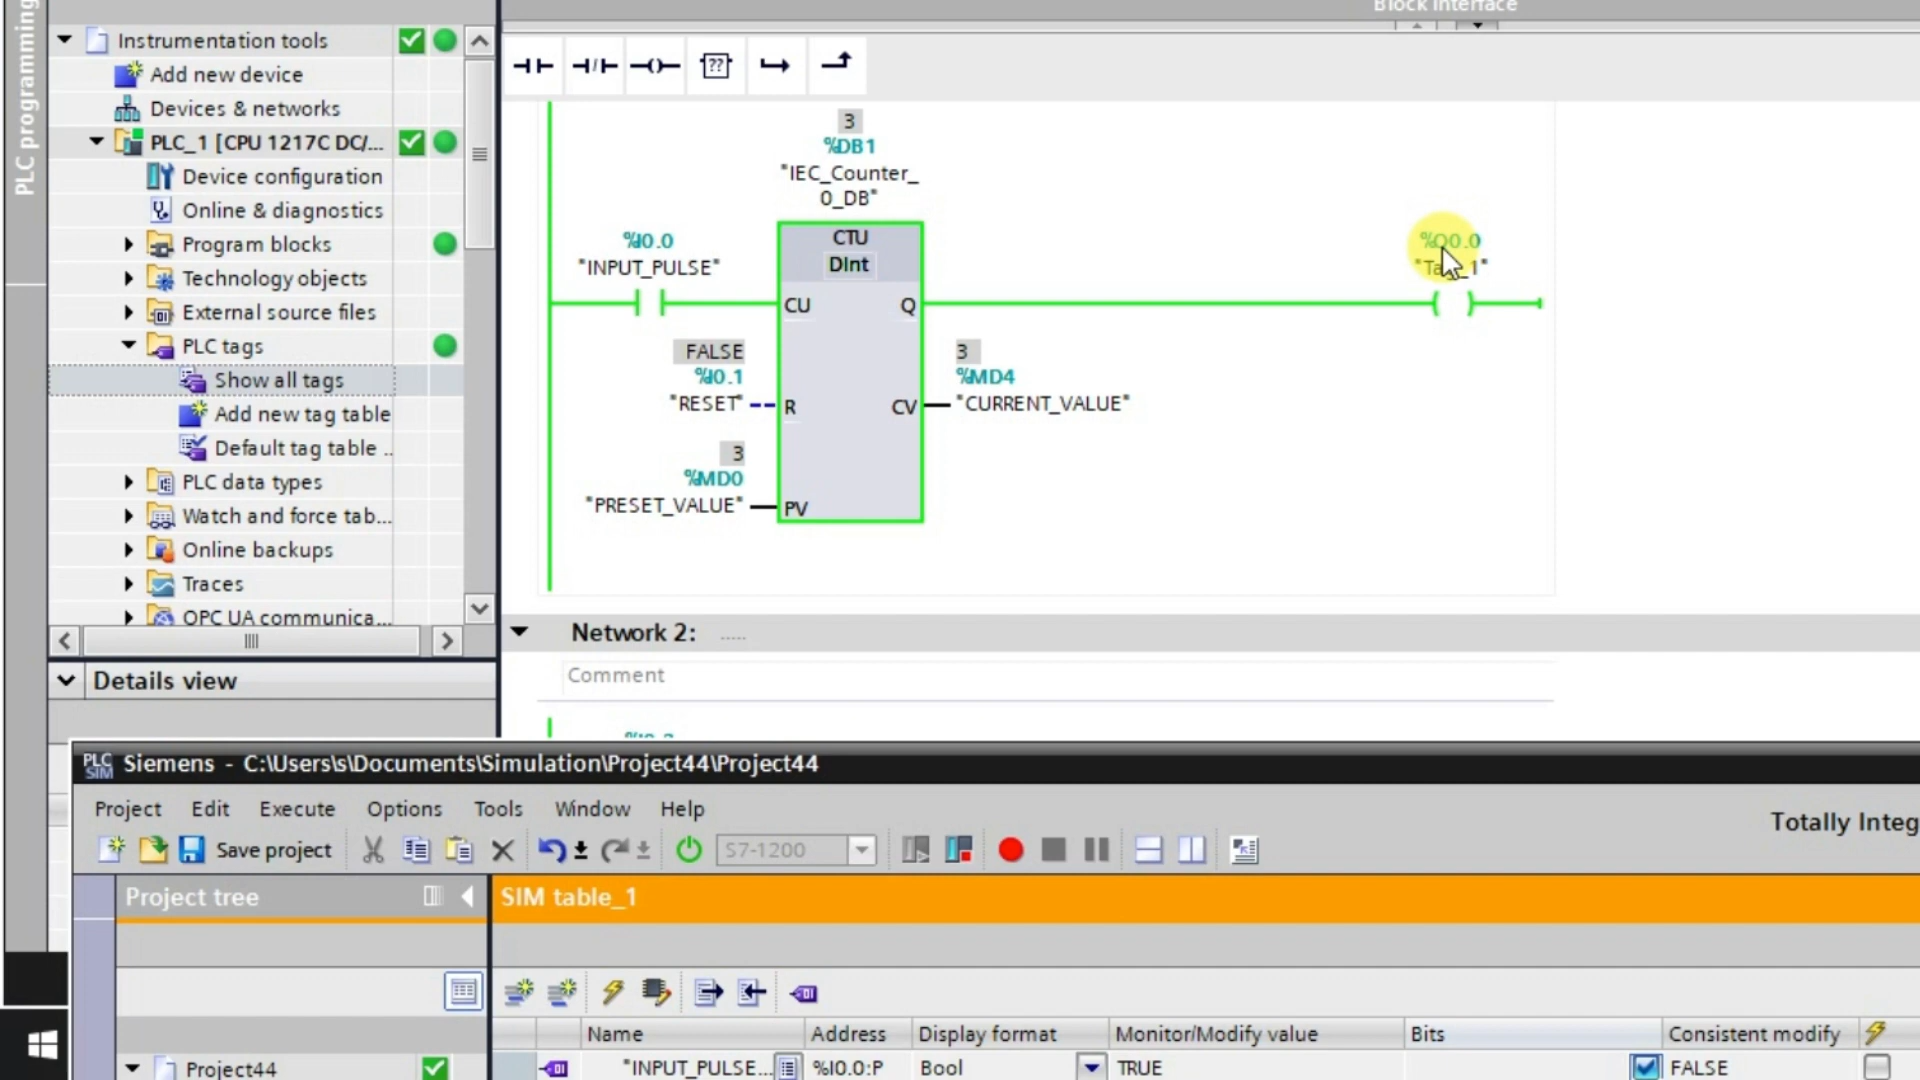 Block interface
PLC programming
Instrumentation tools
Add new device
Devices & networks
PLC_1 [CPU 1217C DC/...
Device configuration
Online & diagnostics
Program blocks
Technology objects
External source files
PLC tags
Show all tags
Add new tag table
Default tag table ..
PLC data types
Watch and force tab...
Online backups
Traces
OPC UA communica...
Details view
??
3
%DB1
"IEC_Counter_
0_DB"
%I0.0
"INPUT_PULSE"
CTU
DInt
CU
Q
%Q0.0
FALSE
%I0.1
"RESET"
R
3
%MD4
CV
"CURRENT_VALUE"
3
%MD0
"PRESET_VALUE"
PV
Network 2: .....
Comment
PLC
SIM
Siemens - C:\Users\s\Documents\Simulation\Project44\Project44
Project Edit Execute Options Tools Window Help
Totally Integ
Save project
S7-1200
Project tree
SIM table_1
Name Address Display format Monitor/Modify value Bits Consistent modify
Project44
"INPUT_PULSE... %I0.0:P Bool TRUE FALSE